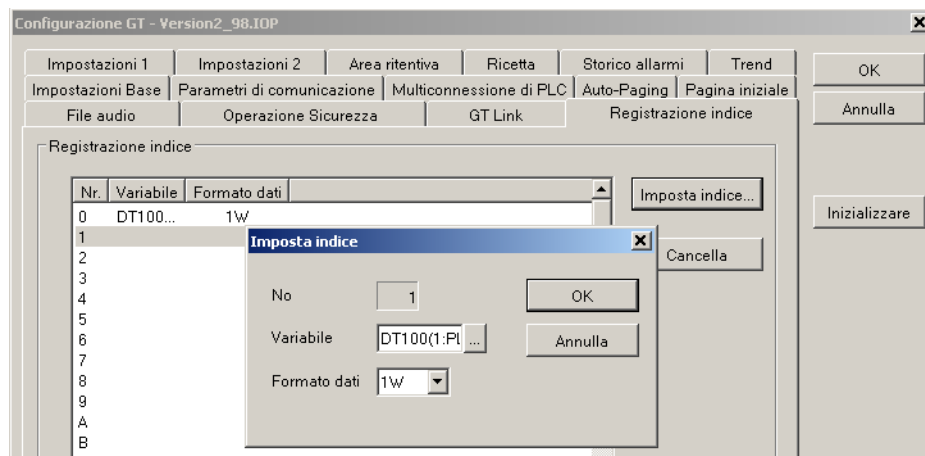 Configurazione GT - Version2_98.IOP
Impostazioni 1 Impostazioni 2 Area ritentiva Ricetta Storico allarmi Trend
OK
Impostazioni Base Parametri di comunicazione Multiconnessione di PLC Auto-Paging Pagina iniziale
File audio Operazione Sicurezza GT Link Registrazione indice
Annulla
Registrazione indice
Nr. Variabile Formato dati
Imposta indice...
0 DT100... 1W
Inizializzare
1
Imposta indice
2
Cancella
3
No 1
OK
4
5
Variabile DT100(1:PL ...
Annulla
6
7
8
Formato dati 1W
9
A
B